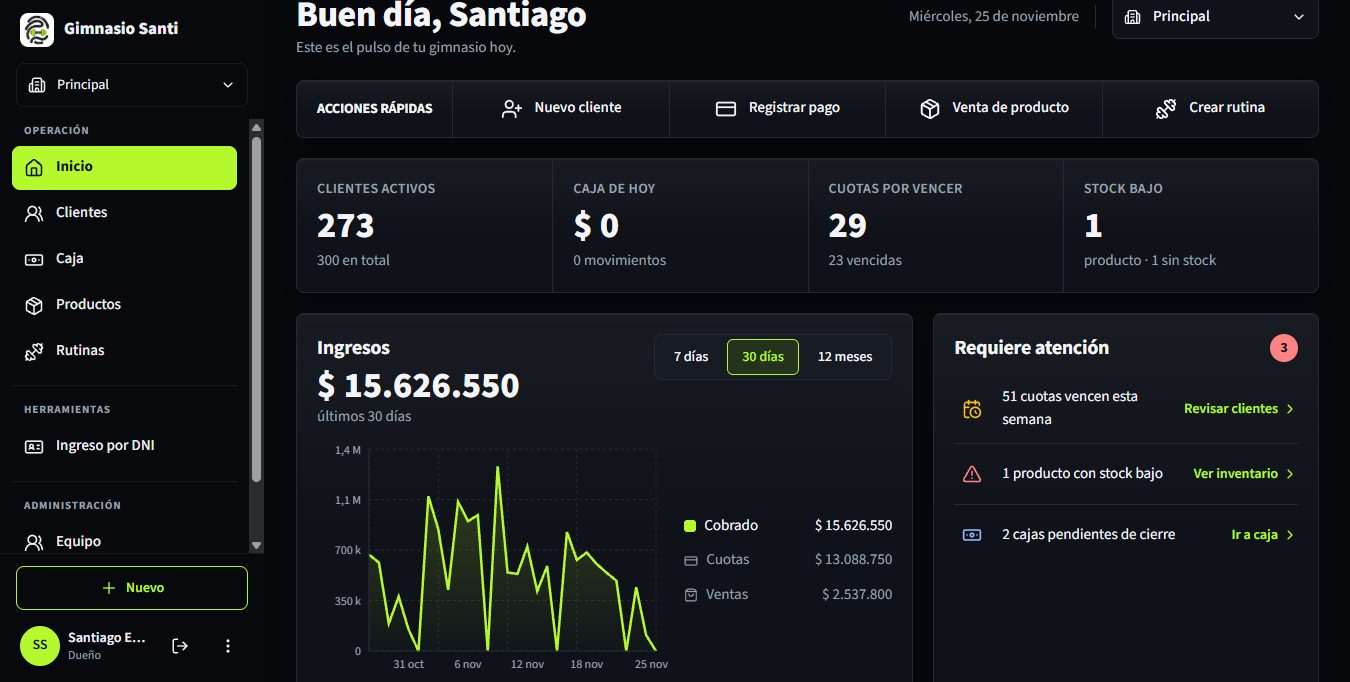 Gimnasio Santi
Principal
OPERACIÓN
Inicio
Clientes
Caja
Productos
Rutinas
HERRAMIENTAS
Ingreso por DNI
ADMINISTRACIÓN
Equipo
Nuevo
SS
Santiago E...
Dueño
Buen día, Santiago
Este es el pulso de tu gimnasio hoy.
Miércoles, 25 de noviembre
Principal
ACCIONES RÁPIDAS
Nuevo cliente
Registrar pago
Venta de producto
Crear rutina
CLIENTES ACTIVOS
273
300 en total
CAJA DE HOY
$ 0
0 movimientos
CUOTAS POR VENCER
29
23 vencidas
STOCK BAJO
1
producto · 1 sin stock
Ingresos
$ 15.626.550
últimos 30 días
7 días
30 días
12 meses
1,4 M
1,1 M
700 k
350 k
0
31 oct
6 nov
12 nov
18 nov
25 nov
Cobrado $ 15.626.550
Cuotas $ 13.088.750
Ventas $ 2.537.800
Requiere atención
3
51 cuotas vencen esta
semana
Revisar clientes
1 producto con stock bajo
Ver inventario
2 cajas pendientes de cierre
Ir a caja